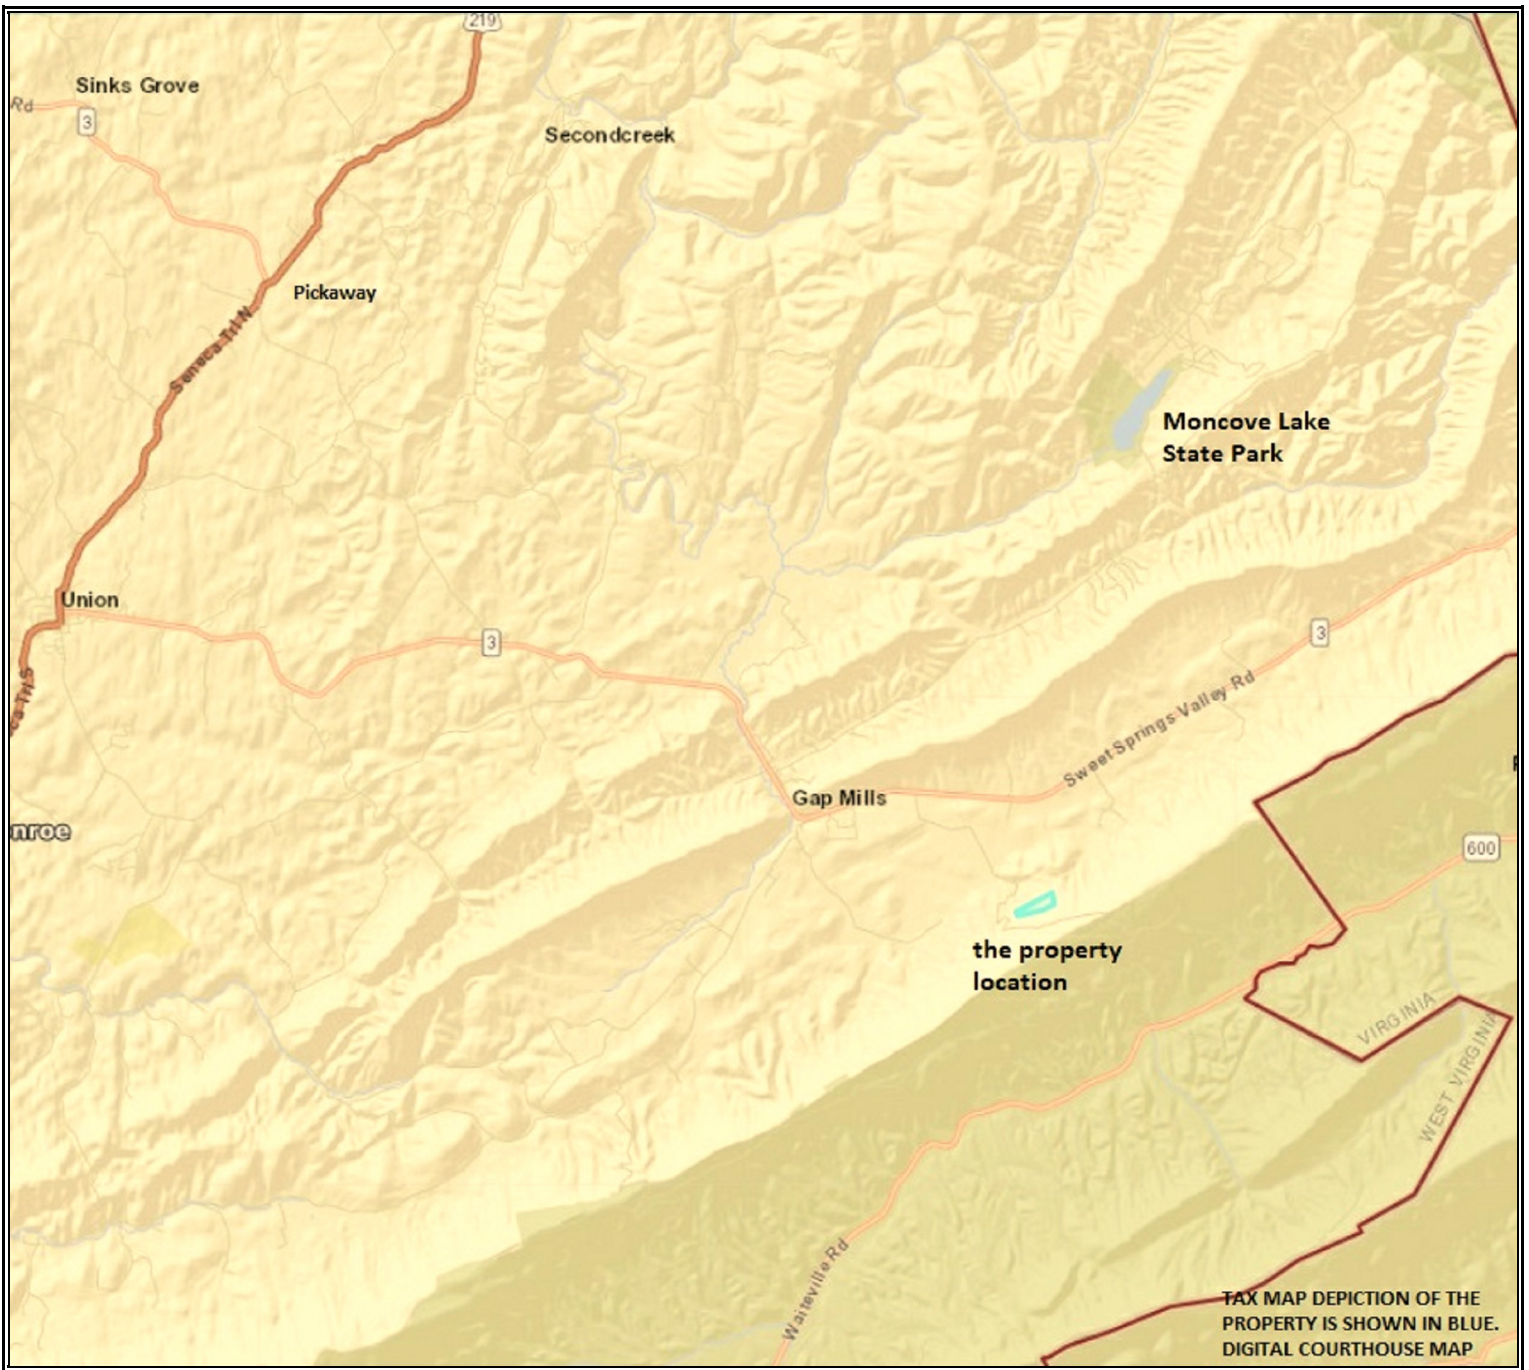 219
Sinks Grove
Rd
3
Secondcreek
Pickaway
Seneca Trl N
Moncove Lake
State Park
Union
3
3
ca Trl S
Sweet Springs Valley Rd
Gap Mills
nroe
600
the property
location
VIRGINIA
WEST VIRGINIA
Waiteville Rd
TAX MAP DEPICTION OF THE
PROPERTY IS SHOWN IN BLUE.
DIGITAL COURTHOUSE MAP